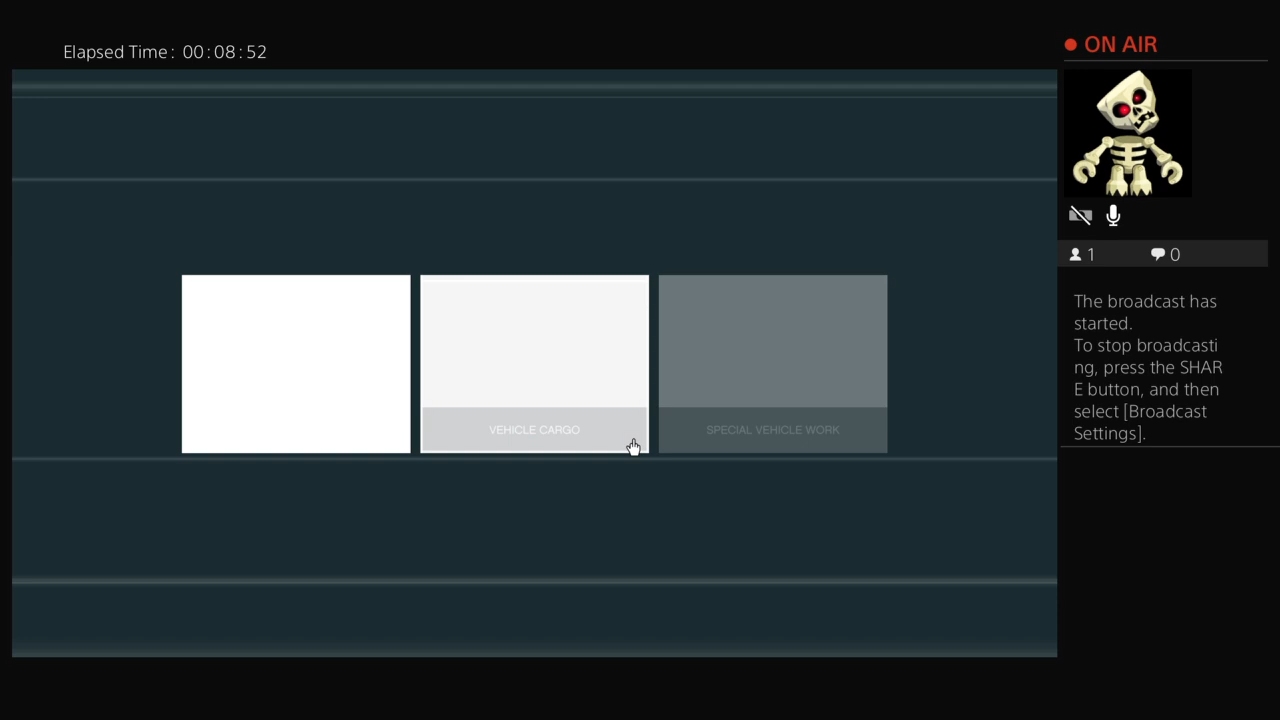 Elapsed Time: 00:08:52
ON AIR
1
0
The broadcast has
started.
To stop broadcasti
ng, press the SHAR
E button, and then
select [Broadcast
Settings].
VEHICLE CARGO
SPECIAL VEHICLE WORK